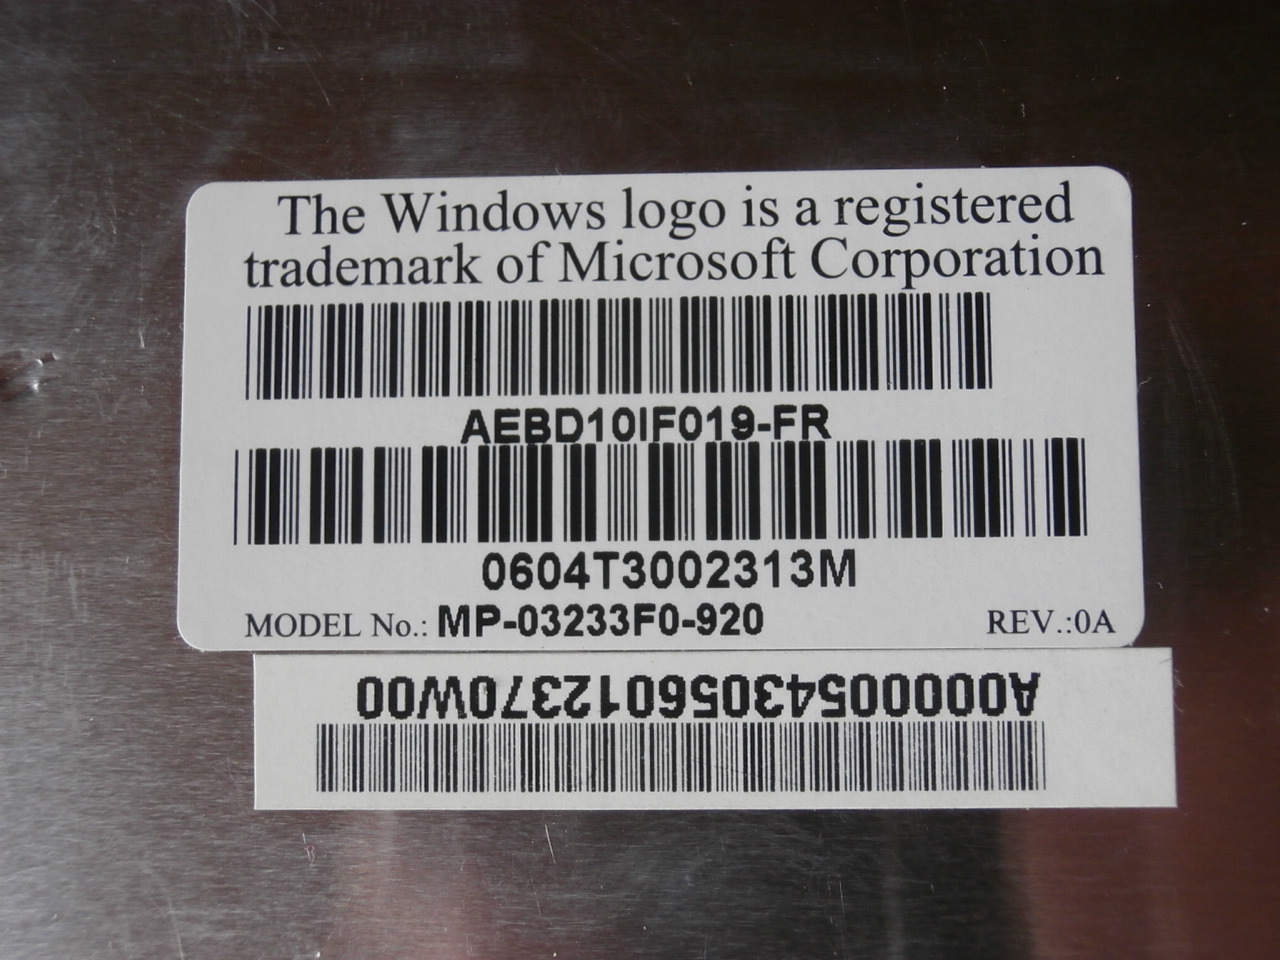 The Windows logo is a registered
trademark of Microsoft Corporation
AEBD10IF019-FR
0604T3002313M
MODEL No.: MP-03233F0-920 REV.:0A
A00000543056012370W00